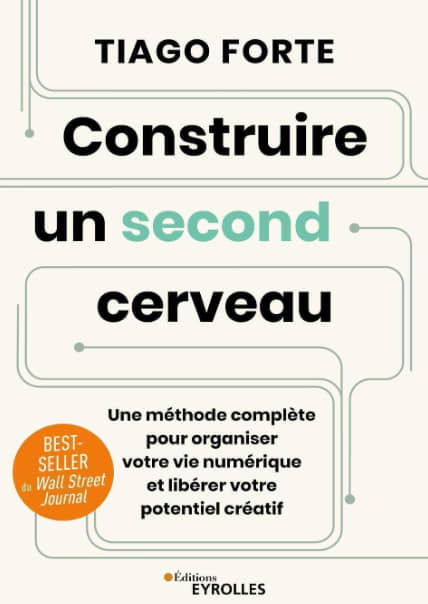 TIAGO FORTE
Construire
un second
cerveau
Une méthode complète
pour organiser
votre vie numérique
et libérer votre
potentiel créatif
BEST-
SELLER
du Wall Street
Journal
Éditions
EYROLLES